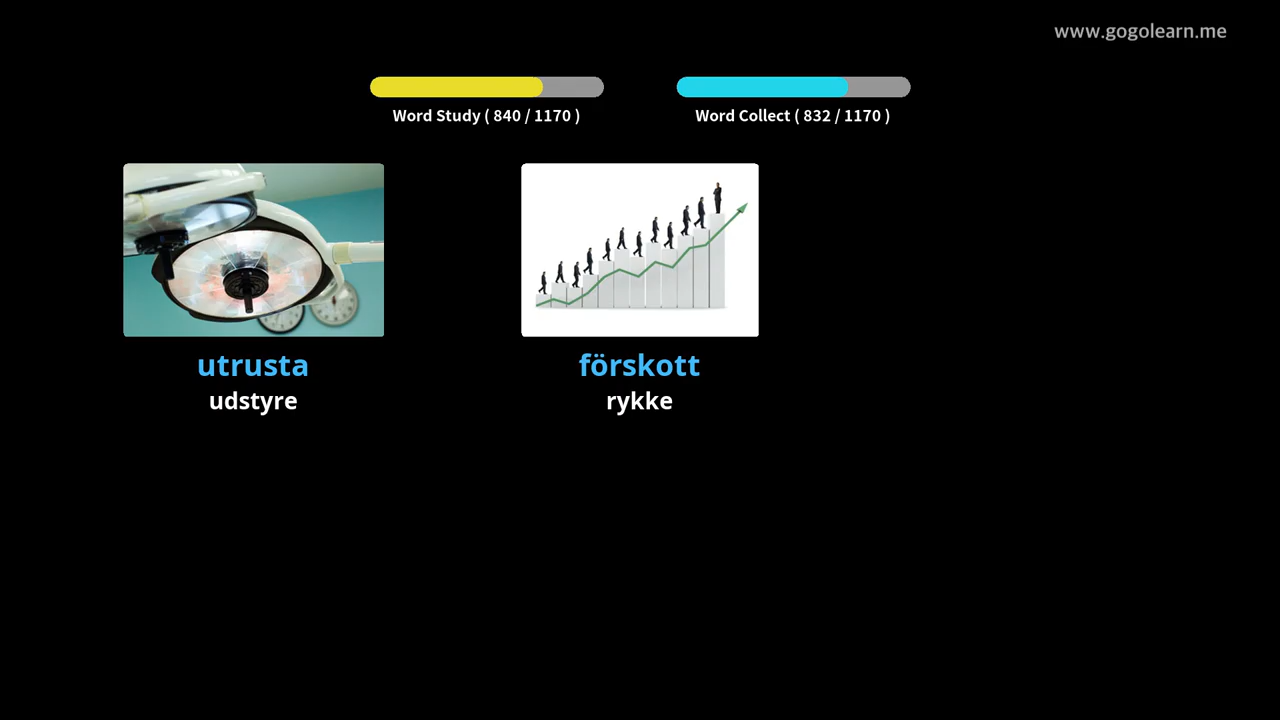 www.gogolearn.me
Word Study ( 840 / 1170 )
Word Collect ( 832 / 1170 )
utrusta
förskott
udstyre
rykke